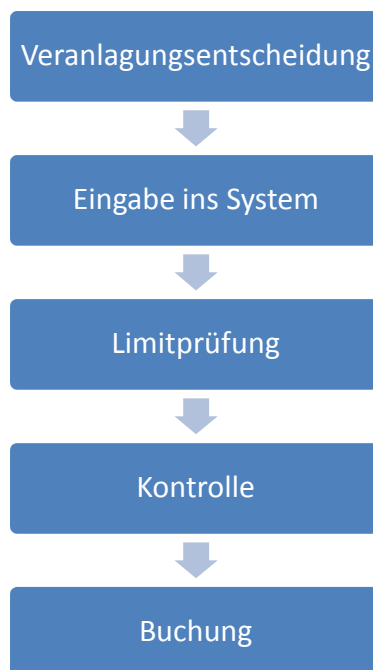 Veranlagungsentscheidung
Eingabe ins System
Limitprüfung
Kontrolle
Buchung